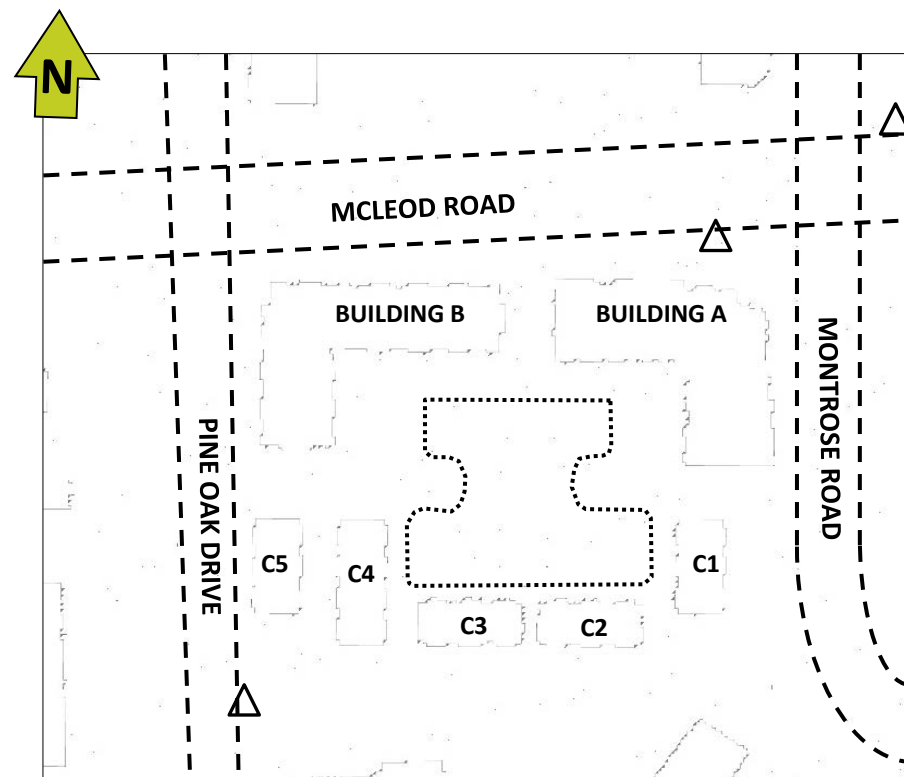 N
MCLEOD ROAD
BUILDING B
BUILDING A
MONTROSE ROAD
PINE OAK DRIVE
C5
C4
C1
C3
C2